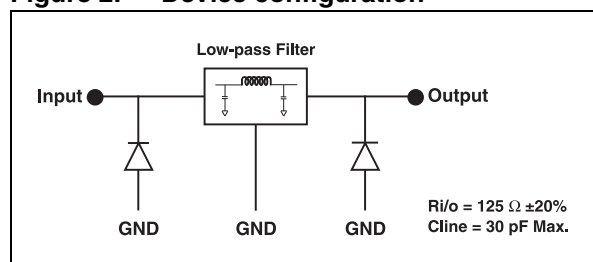 Figure 2. Device configuration
Low-pass Filter
Input
Output
GND
GND
GND
Ri/o = 125 Ω ±20%
Cline = 30 pF Max.